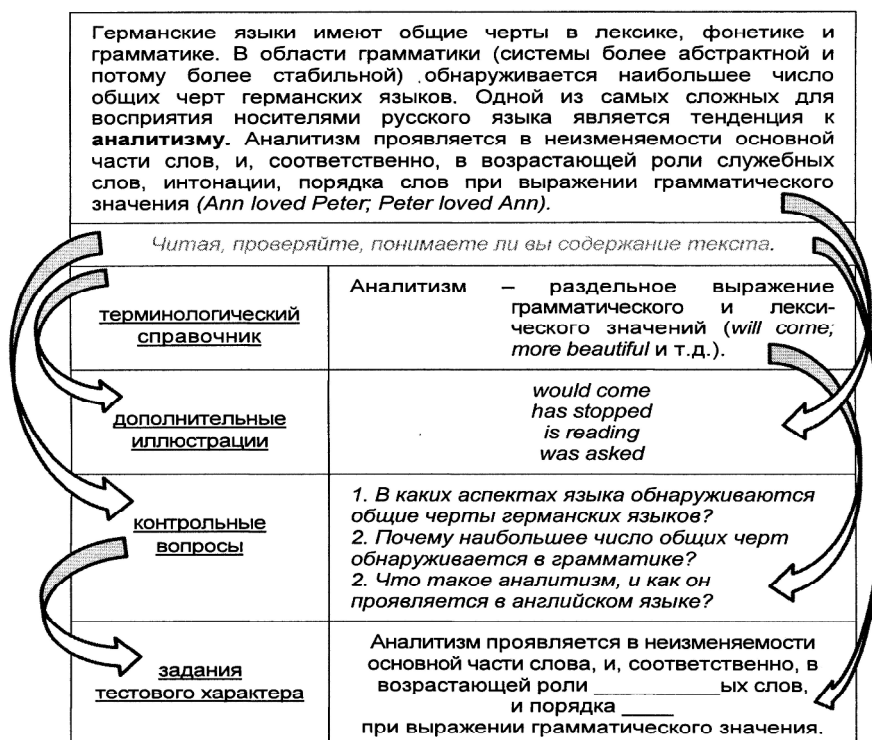 Германские языки имеют общие черты в лексике, фонетике и
грамматике. В области грамматики (системы более абстрактной и
потому более стабильной) .обнаруживается наибольшее число
общих черт германских языков. Одной из самых сложных для
восприятия носителями русского языка является тенденция к
аналитизму. Аналитизм проявляется в неизменяемости основной
части слов, и, соответственно, в возрастающей роли служебных
слов, интонации, порядка слов при выражении грамматического
значения (Ann loved Peter; Peter loved Ann).
Читая, проверяйте, понимаете ли вы содержание текста.
терминологический
справочник
Аналитизм – раздельное выражение
грамматического и лекси-
ческого значений (will come;
more beautiful и т.д.).
дополнительные
иллюстрации
would come
has stopped
is reading
was asked
контрольные
вопросы
1. В каких аспектах языка обнаруживаются
общие черты германских языков?
2. Почему наибольшее число общих черт
обнаруживается в грамматике?
2. Что такое аналитизм, и как он
проявляется в английском языке?
задания
тестового характера
Аналитизм проявляется в неизменяемости
основной части слова, и, соответственно, в
возрастающей роли ____________ых слов,
и порядка ____
при выражении грамматического значения.